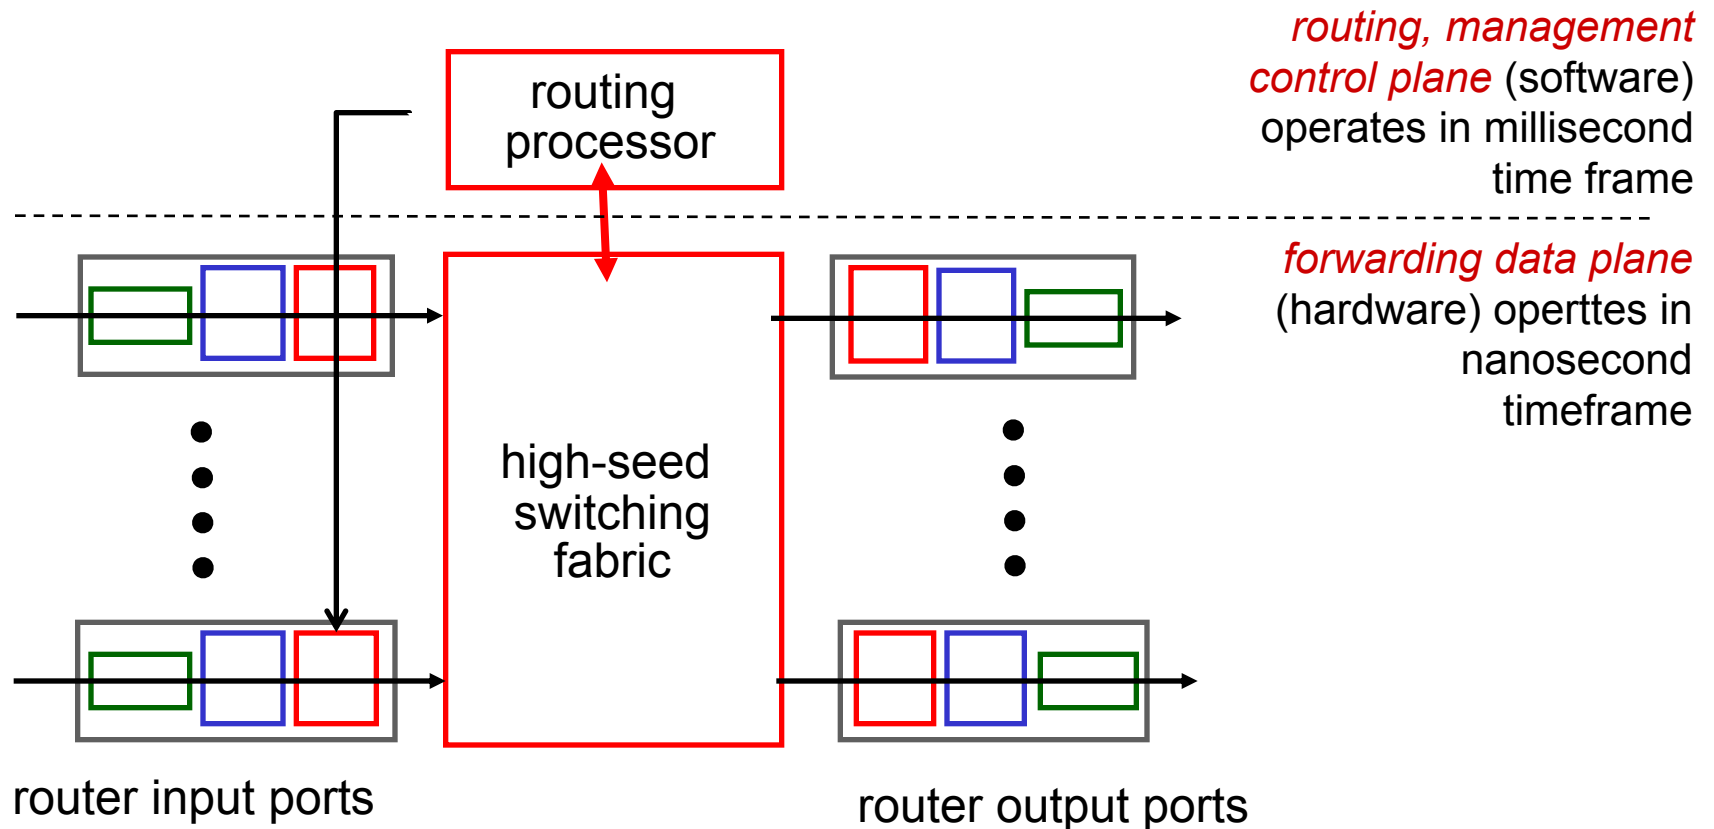 routing, management
control plane (software)
operates in millisecond
time frame
routing
processor
forwarding data plane
(hardware) operttes in
nanosecond
timeframe
high-seed
switching
fabric
router input ports
router output ports